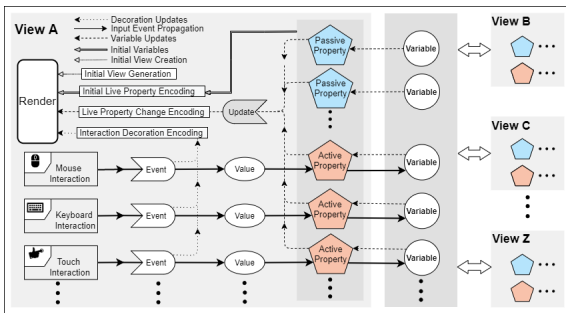 View A
Decoration Updates
Input Event Propagation
Variable Updates
Initial Variables
Initial View Creation
Render
Initial View Generation
Initial Live Property Encoding
Live Property Change Encoding
Update
Interaction Decoration Encoding
Passive
Property
Variable
Passive
Property
Variable
Mouse
Interaction
Event
Value
Active
Property
Variable
Keyboard
Interaction
Event
Value
Active
Property
Variable
Touch
Interaction
Event
Value
Active
Property
Variable
View B
View C
View Z